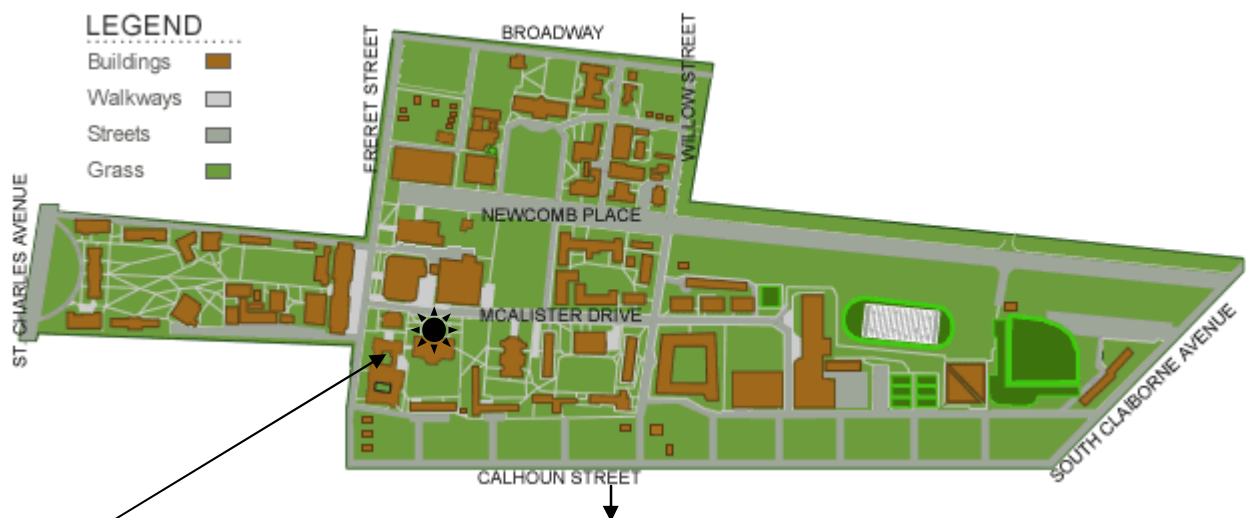 LEGEND
Buildings
Walkways
Streets
Grass
BROADWAY
FRERET STREET
WILLOW STREET
ST CHARLES AVENUE
NEWCOMB PLACE
MCALISTER DRIVE
SOUTH CLAIBORNE AVENUE
CALHOUN STREET